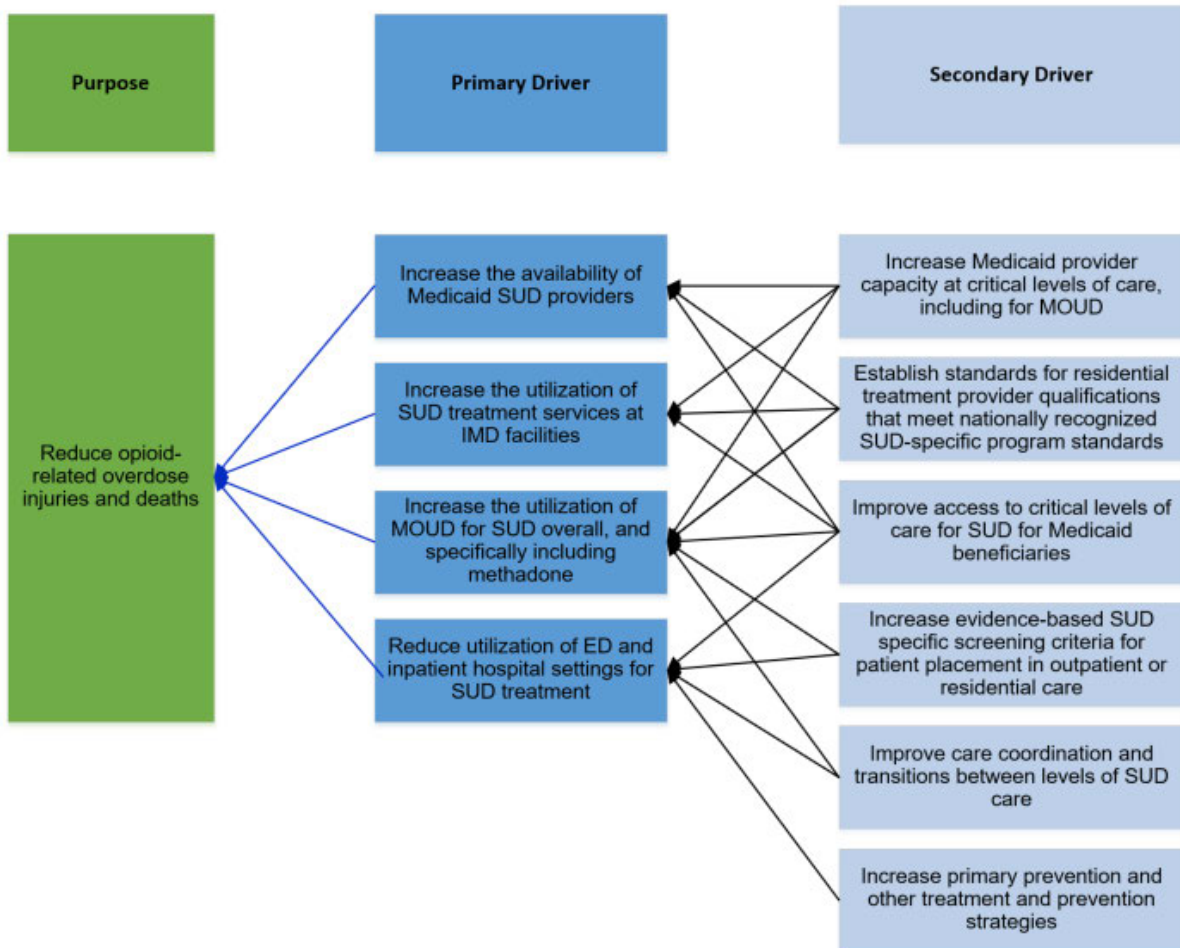 Purpose
Primary Driver
Secondary Driver
Reduce opioid-
related overdose
injuries and deaths
Increase the availability of
Medicaid SUD providers
Increase the utilization of
SUD treatment services at
IMD facilities
Increase the utilization of
MOUD for SUD overall, and
specifically including
methadone
Reduce utilization of ED and
inpatient hospital settings for
SUD treatment
Increase Medicaid provider
capacity at critical levels of care,
including for MOUD
Establish standards for residential
treatment provider qualifications
that meet nationally recognized
SUD-specific program standards
Improve access to critical levels of
care for SUD for Medicaid
beneficiaries
Increase evidence-based SUD
specific screening criteria for
patient placement in outpatient or
residential care
Improve care coordination and
transitions between levels of SUD
care
Increase primary prevention and
other treatment and prevention
strategies